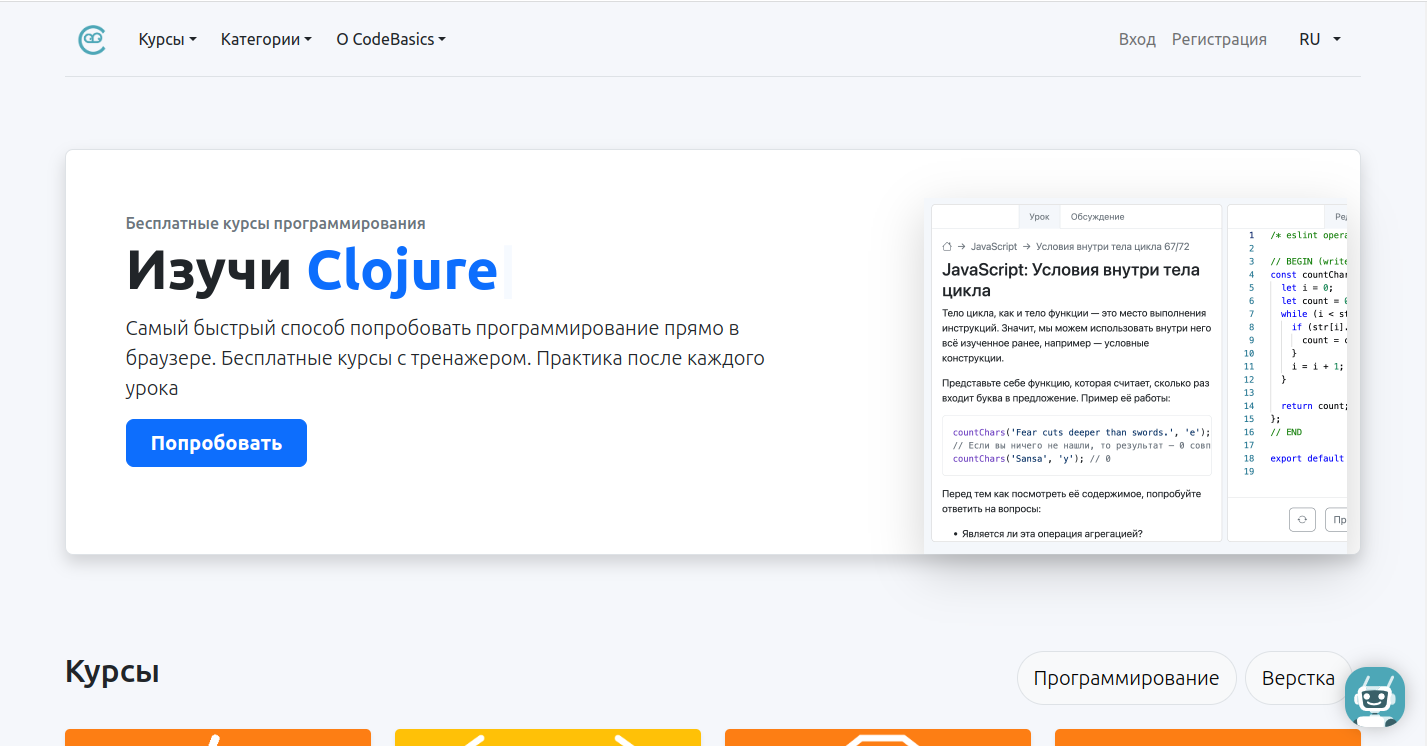 Курсы
Категории
О CodeBasics
Вход
Регистрация
RU
Бесплатные курсы программирования
Изучи Clojure
Самый быстрый способ попробовать программирование прямо в
браузере. Бесплатные курсы с тренажером. Практика после каждого
урока
Попробовать
Урок
Обсуждение
→ JavaScript → Условия внутри тела цикла 67/72
JavaScript: Условия внутри тела
цикла
Тело цикла, как и тело функции — это место выполнения
инструкций. Значит, мы можем использовать внутри него
всё изученное ранее, например — условные
конструкции.
Представьте себе функцию, которая считает, сколько раз
входит буква в предложение. Пример её работы:
countChars('Fear cuts deeper than swords.', 'e');
// Если вы ничего не нашли, то результат — 0 совп
countChars('Sansa', 'y'); // 0
Перед тем как посмотреть её содержимое, попробуйте
ответить на вопросы:
• Является ли эта операция агрегацией?
Ред
1 /* eslint opera
2
3 // BEGIN (write
4 const countChar
5 let i = 0;
6 let count = 0
7 while (i < st
8 if (str[i].
9 count = c
10 }
11 i = i + 1;
12 }
13
14 return count;
15 };
16 // END
17
18 export default
19
Пр
Курсы
Программирование
Верстка